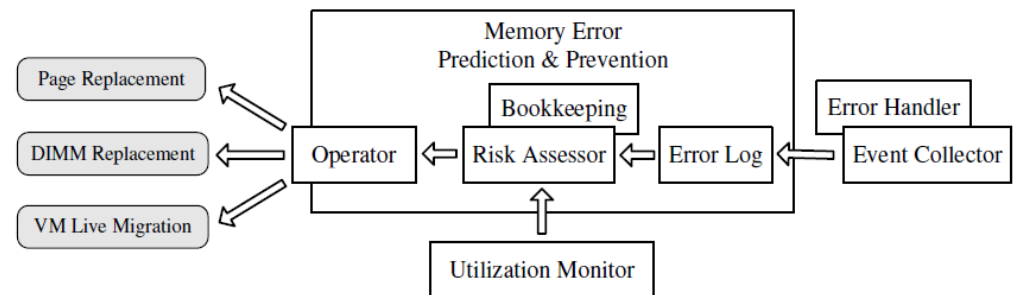 Memory Error
Prediction & Prevention
Page Replacement
Bookkeeping
Error Handler
DIMM Replacement
Operator
Risk Assessor
Error Log
Event Collector
VM Live Migration
Utilization Monitor